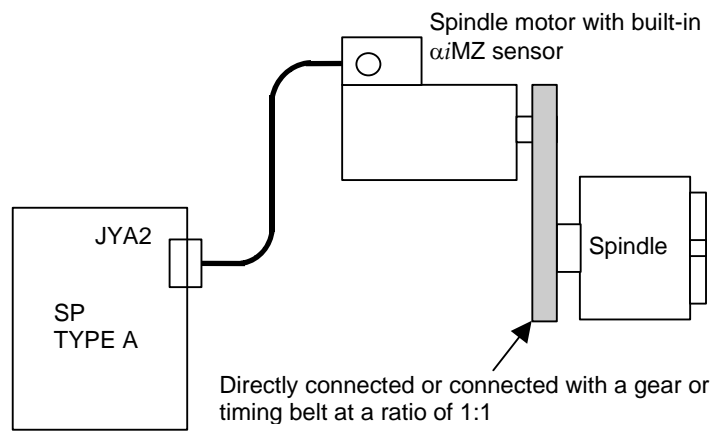 Spindle motor with built-in
αiMZ sensor
JYA2
Spindle
SP
TYPE A
Directly connected or connected with a gear or
timing belt at a ratio of 1:1